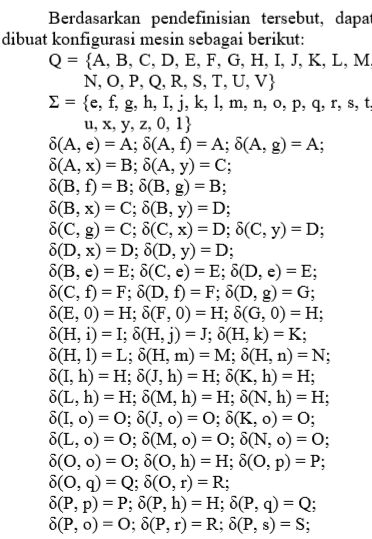 Berdasarkan pendefinisian tersebut, dapat
dibuat konfigurasi mesin sebagai berikut:
Q = {A, B, C, D, E, F, G, H, I, J, K, L, M,
N, O, P, Q, R, S, T, U, V}
Σ = {e, f, g, h, I, j, k, l, m, n, o, p, q, r, s, t,
u, x, y, z, 0, 1}
δ(A, e) = A; δ(A, f) = A; δ(A, g) = A;
δ(A, x) = B; δ(A, y) = C;
δ(B, f) = B; δ(B, g) = B;
δ(B, x) = C; δ(B, y) = D;
δ(C, g) = C; δ(C, x) = D; δ(C, y) = D;
δ(D, x) = D; δ(D, y) = D;
δ(B, e) = E; δ(C, e) = E; δ(D, e) = E;
δ(C, f) = F; δ(D, f) = F; δ(D, g) = G;
δ(E, 0) = H; δ(F, 0) = H; δ(G, 0) = H;
δ(H, i) = I; δ(H, j) = J; δ(H, k) = K;
δ(H, l) = L; δ(H, m) = M; δ(H, n) = N;
δ(I, h) = H; δ(J, h) = H; δ(K, h) = H;
δ(L, h) = H; δ(M, h) = H; δ(N, h) = H;
δ(I, o) = O; δ(J, o) = O; δ(K, o) = O;
δ(L, o) = O; δ(M, o) = O; δ(N, o) = O;
δ(O, o) = O; δ(O, h) = H; δ(O, p) = P;
δ(O, q) = Q; δ(O, r) = R;
δ(P, p) = P; δ(P, h) = H; δ(P, q) = Q;
δ(P, o) = O; δ(P, r) = R; δ(P, s) = S;